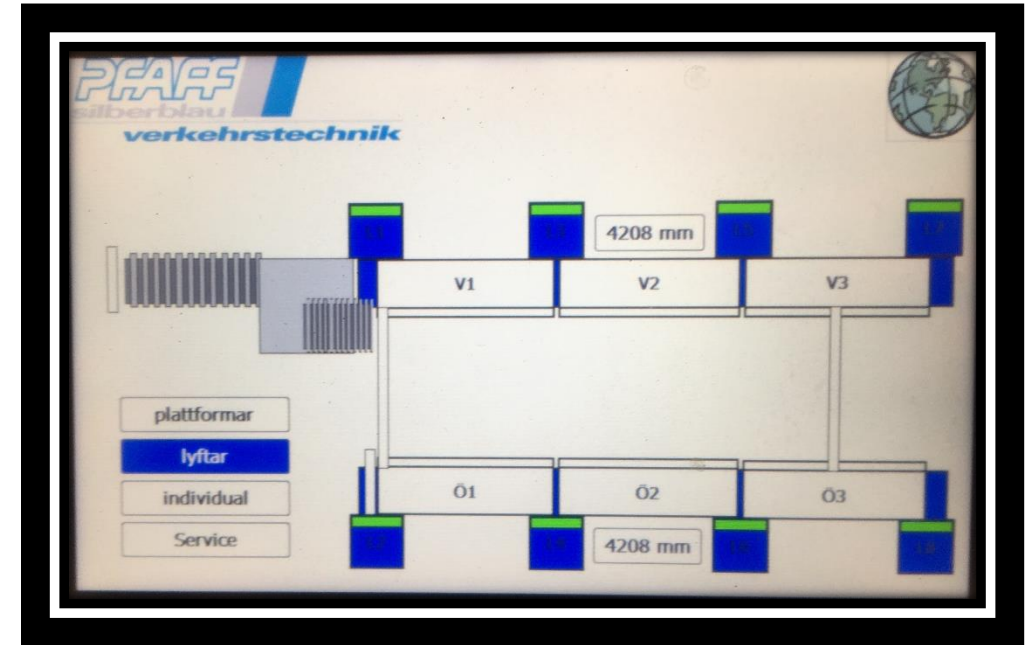 PFAFF
silberblau
verkehrstechnik
4208 mm
V1
V2
V3
plattformar
lyftar
individual
Service
Ö1
Ö2
Ö3
4208 mm